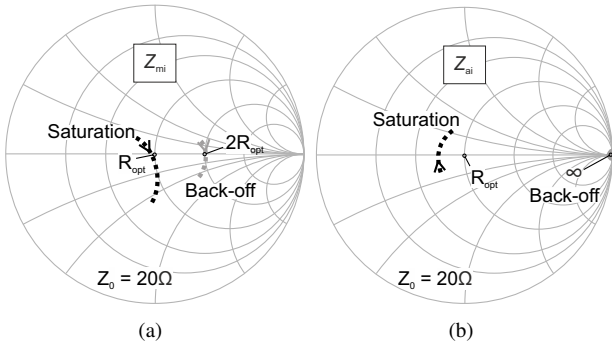 Z_mi
Saturation
R_opt
2R_opt
Back-off
Z_0 = 20Ω
(a)
Z_ai
Saturation
R_opt
∞
Back-off
Z_0 = 20Ω
(b)